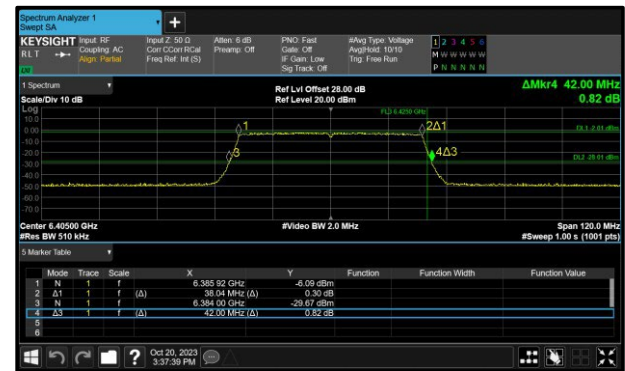 Spectrum Analyzer 1
Swept SA
+
KEYSIGHT Input: RF Input Z: 50 Ω Atten: 6 dB PNO: Fast #Avg Type: Voltage 1 2 3 4 5 6
RLT Coupling: AC Corr CCorr RCal Preamp: Off Gate: Off Avg|Hold: 10/10 M W W W W W
Align: Partial Freq Ref: Int (S) IF Gain: Low Trig: Free Run P N N N N N
Sig Track: Off
1 Spectrum Ref Lvl Offset 28.00 dB ΔMkr4 42.00 MHz
Scale/Div 10 dB Ref Level 20.00 dBm 0.82 dB
Log
10.0
0.00
-10.0
-20.0
-30.0
-40.0
-50.0
-60.0
-70.0
1
2Δ1
3
4Δ3
DL1 -2.01 dBm
Center 6.40500 GHz #Video BW 2.0 MHz Span 120.0 MHz
#Res BW 510 kHz #Sweep 1.00 s (1001 pts)
5 Marker Table
Mode Trace Scale X Y Function Function Width Function Value
1 N 1 f 6.385 92 GHz -6.09 dBm
2 Δ1 1 f (Δ) 38.04 MHz (Δ) 0.30 dB
3 N 1 f 6.384 00 GHz -29.67 dBm
4 Δ3 1 f (Δ) 42.00 MHz (Δ) 0.82 dB
5
6
? Oct 20, 2023
3:37:39 PM